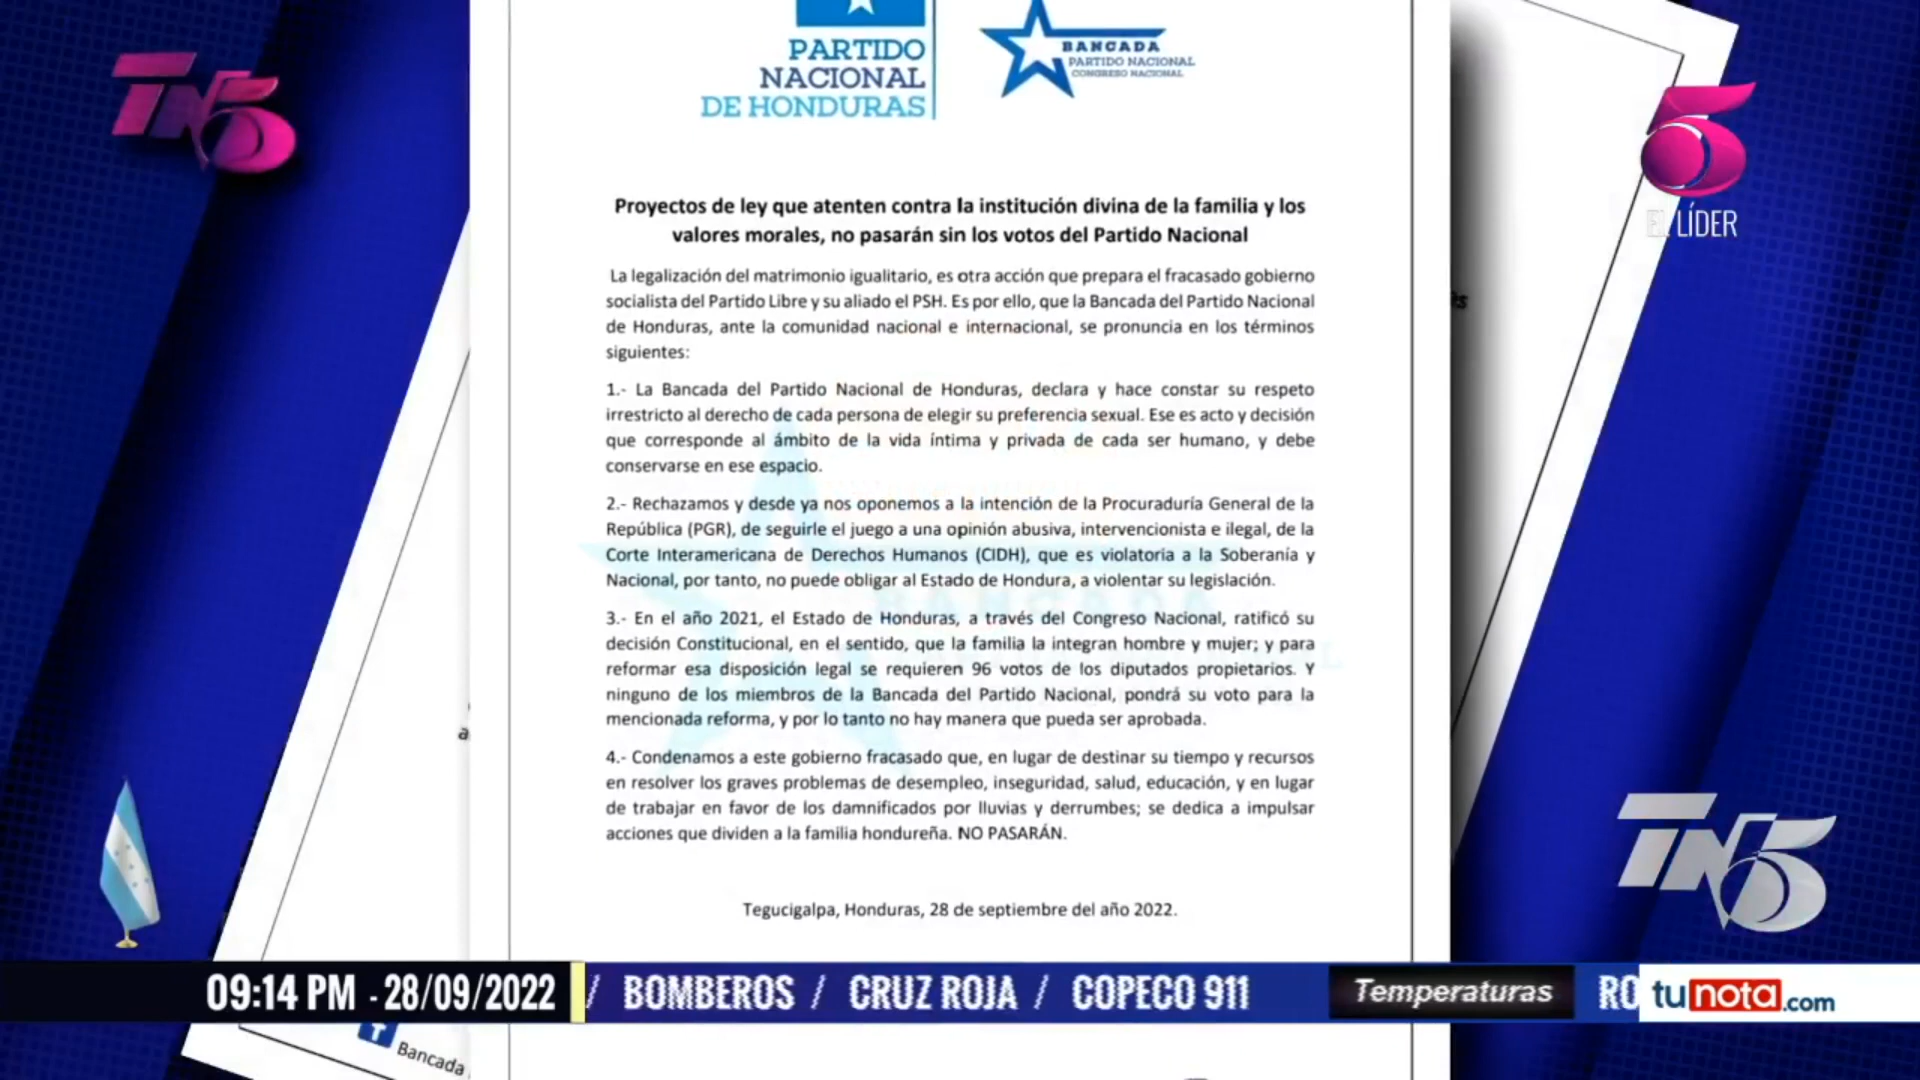 TN5
5
EL LÍDER
PARTIDO
NACIONAL
DE HONDURAS
BANCADA
PARTIDO NACIONAL
CONGRESO NACIONAL
Proyectos de ley que atenten contra la institución divina de la familia y los
valores morales, no pasarán sin los votos del Partido Nacional
La legalización del matrimonio igualitario, es otra acción que prepara el fracasado gobierno
socialista del Partido Libre y su aliado el PSH. Es por ello, que la Bancada del Partido Nacional
de Honduras, ante la comunidad nacional e internacional, se pronuncia en los términos
siguientes:
1.- La Bancada del Partido Nacional de Honduras, declara y hace constar su respeto
irrestricto al derecho de cada persona de elegir su preferencia sexual. Ese es acto y decisión
que corresponde al ámbito de la vida íntima y privada de cada ser humano, y debe
conservarse en ese espacio.
2.- Rechazamos y desde ya nos oponemos a la intención de la Procuraduría General de la
República (PGR), de seguirle el juego a una opinión abusiva, intervencionista e ilegal, de la
Corte Interamericana de Derechos Humanos (CIDH), que es violatoria a la Soberanía y
Nacional, por tanto, no puede obligar al Estado de Hondura, a violentar su legislación.
3.- En el año 2021, el Estado de Honduras, a través del Congreso Nacional, ratificó su
decisión Constitucional, en el sentido, que la familia la integran hombre y mujer; y para
reformar esa disposición legal se requieren 96 votos de los diputados propietarios. Y
ninguno de los miembros de la Bancada del Partido Nacional, pondrá su voto para la
mencionada reforma, y por lo tanto no hay manera que pueda ser aprobada.
4.- Condenamos a este gobierno fracasado que, en lugar de destinar su tiempo y recursos
en resolver los graves problemas de desempleo, inseguridad, salud, educación, y en lugar
de trabajar en favor de los damnificados por lluvias y derrumbes; se dedica a impulsar
acciones que dividen a la familia hondureña. NO PASARÁN.
Tegucigalpa, Honduras, 28 de septiembre del año 2022.
TN5
09:14 PM - 28/09/2022 / BOMBEROS / CRUZ ROJA / COPECO 911 Temperaturas RO
tunota.com
Bancada